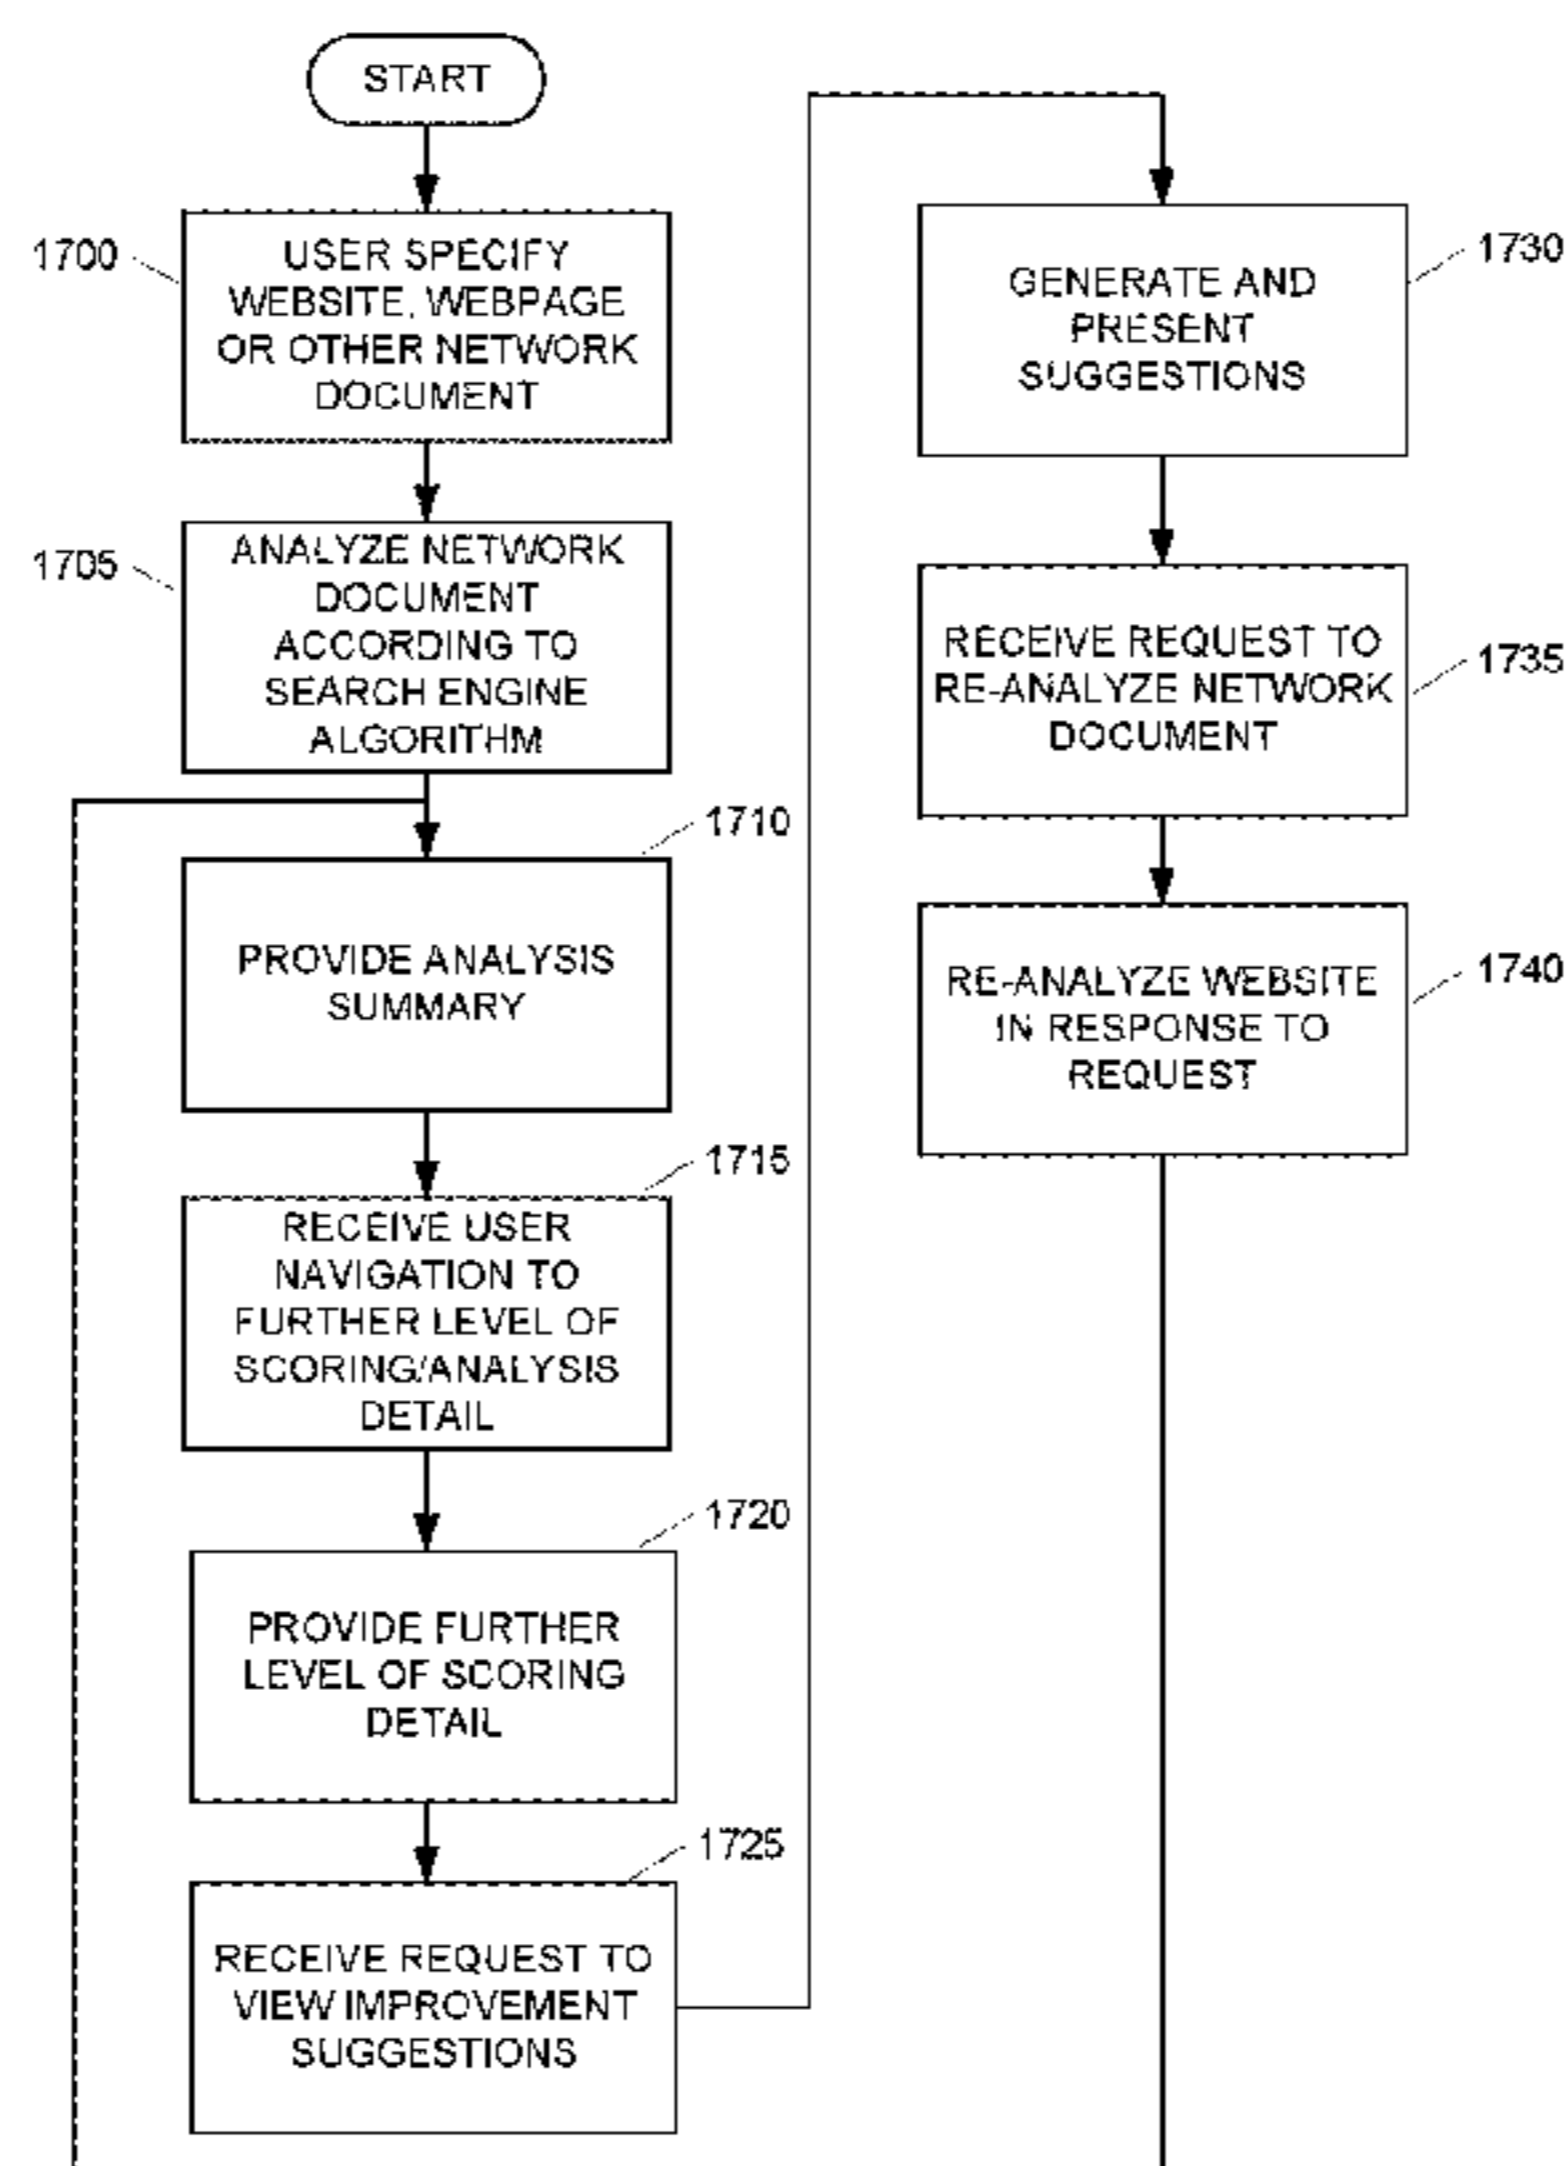 START
1700
USER SPECIFY
WEBSITE, WEBPAGE
OR OTHER NETWORK
DOCUMENT
1705
ANALYZE NETWORK
DOCUMENT
ACCORDING TO
SEARCH ENGINE
ALGORITHM
1710
PROVIDE ANALYSIS
SUMMARY
1715
RECEIVE USER
NAVIGATION TO
FURTHER LEVEL OF
SCORING/ANALYSIS
DETAIL
1720
PROVIDE FURTHER
LEVEL OF SCORING
DETAIL
1725
RECEIVE REQUEST TO
VIEW IMPROVEMENT
SUGGESTIONS
1730
GENERATE AND
PRESENT
SUGGESTIONS
1735
RECEIVE REQUEST TO
RE-ANALYZE NETWORK
DOCUMENT
1740
RE-ANALYZE WEBSITE
IN RESPONSE TO
REQUEST